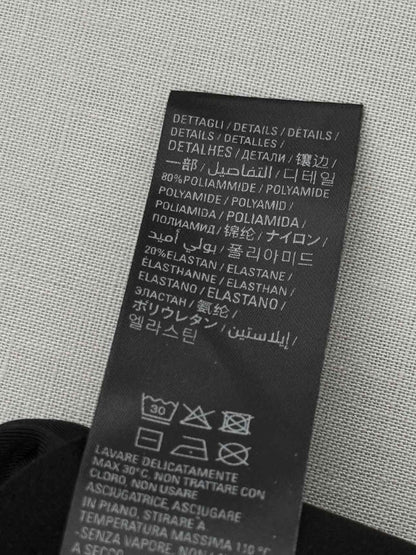 DETTAGLI / DETAILS / DÉTAILS /
DETAILS / DETALLES /
DETALHES / ДЕТАЛИ / 镶边 /
一部 / التفاصيل / 디테일
80%POLIAMMIDE / POLYAMIDE
POLYAMIDE / POLYAMID /
POLIAMIDA / POLIAMIDA /
ПОЛИАМИД / 锦纶 / ナイロン /
بولي أميد / 폴리아미드
20%ELASTAN / ELASTANE /
ÉLASTHANNE / ELASTHAN /
ELASTANO / ELASTANO /
ЭЛАСТАН / 氨纶 /
ポリウレタン / إيلاستين /
엘라스틴
30
LAVARE DELICATAMENTE
MAX 30°C, NON TRATTARE CON
CLORO, NON USARE
ASCIUGATRICE, ASCIUGARE
IN PIANO, STIRARE À
TEMPERATURA MASSIMA 110 °C
-SENZA VAPORE, NON LAVARE
A SECCO